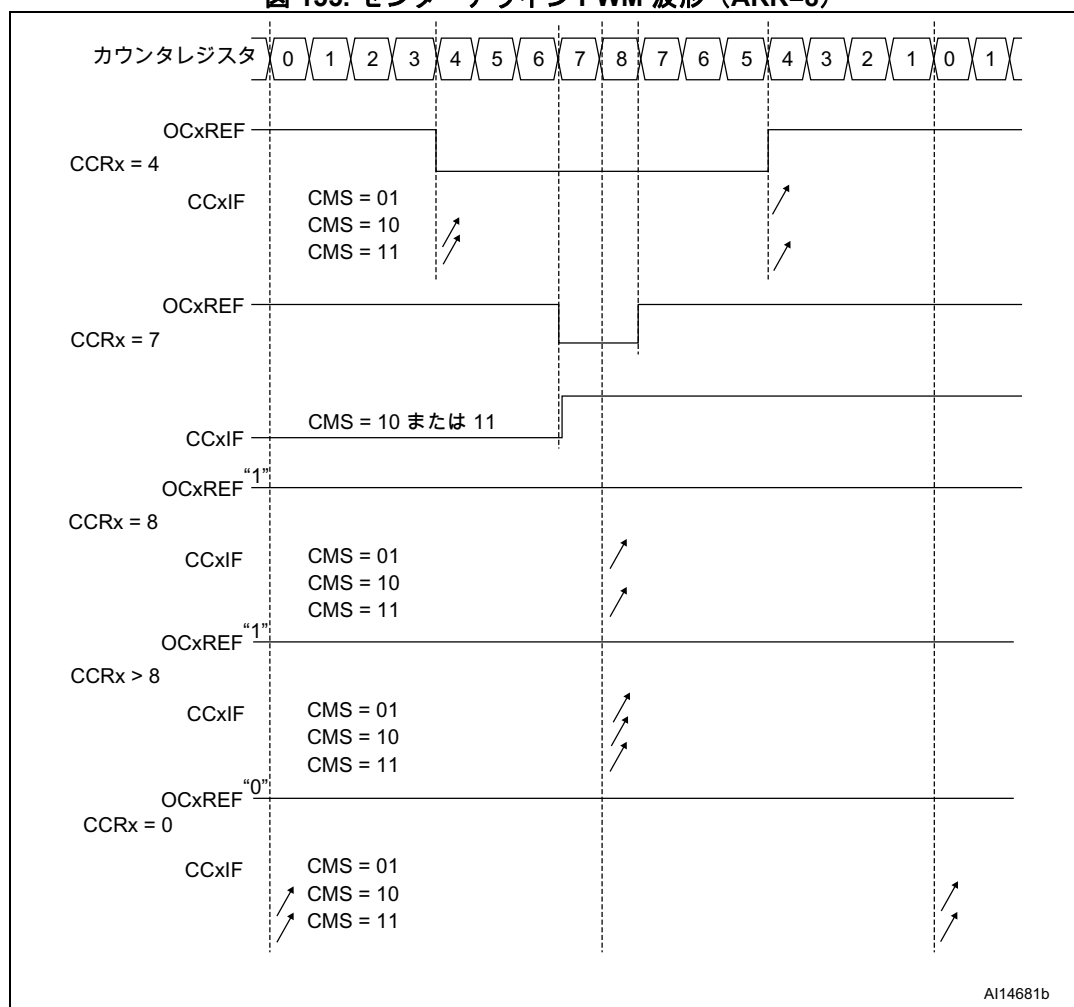 カウンタレジスタ 0 1 2 3 4 5 6 7 8 7 6 5 4 3 2 1 0 1
OCxREF
CCRx = 4
CCxIF
CMS = 01
CMS = 10
CMS = 11
OCxREF
CCRx = 7
CMS = 10 または 11
CCxIF
OCxREF “1”
CCRx = 8
CCxIF
CMS = 01
CMS = 10
CMS = 11
OCxREF “1”
CCRx > 8
CCxIF
CMS = 01
CMS = 10
CMS = 11
OCxREF “0”
CCRx = 0
CCxIF
CMS = 01
CMS = 10
CMS = 11
AI14681b